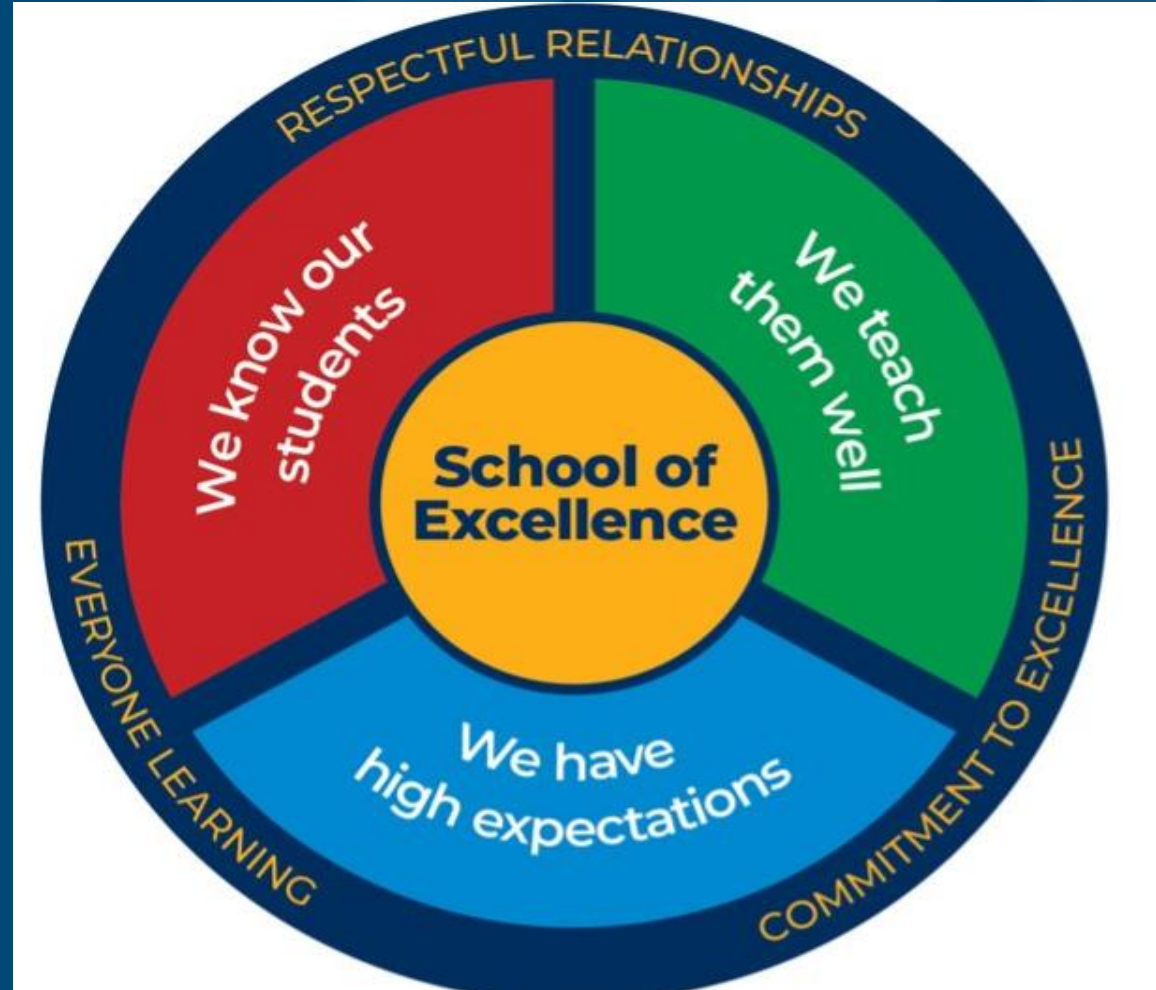 RESPECTFUL RELATIONSHIPS
We know our
students
We teach
them well
School of
Excellence
We have
high expectations
EVERYONE LEARNING
COMMITMENT TO EXCELLENCE